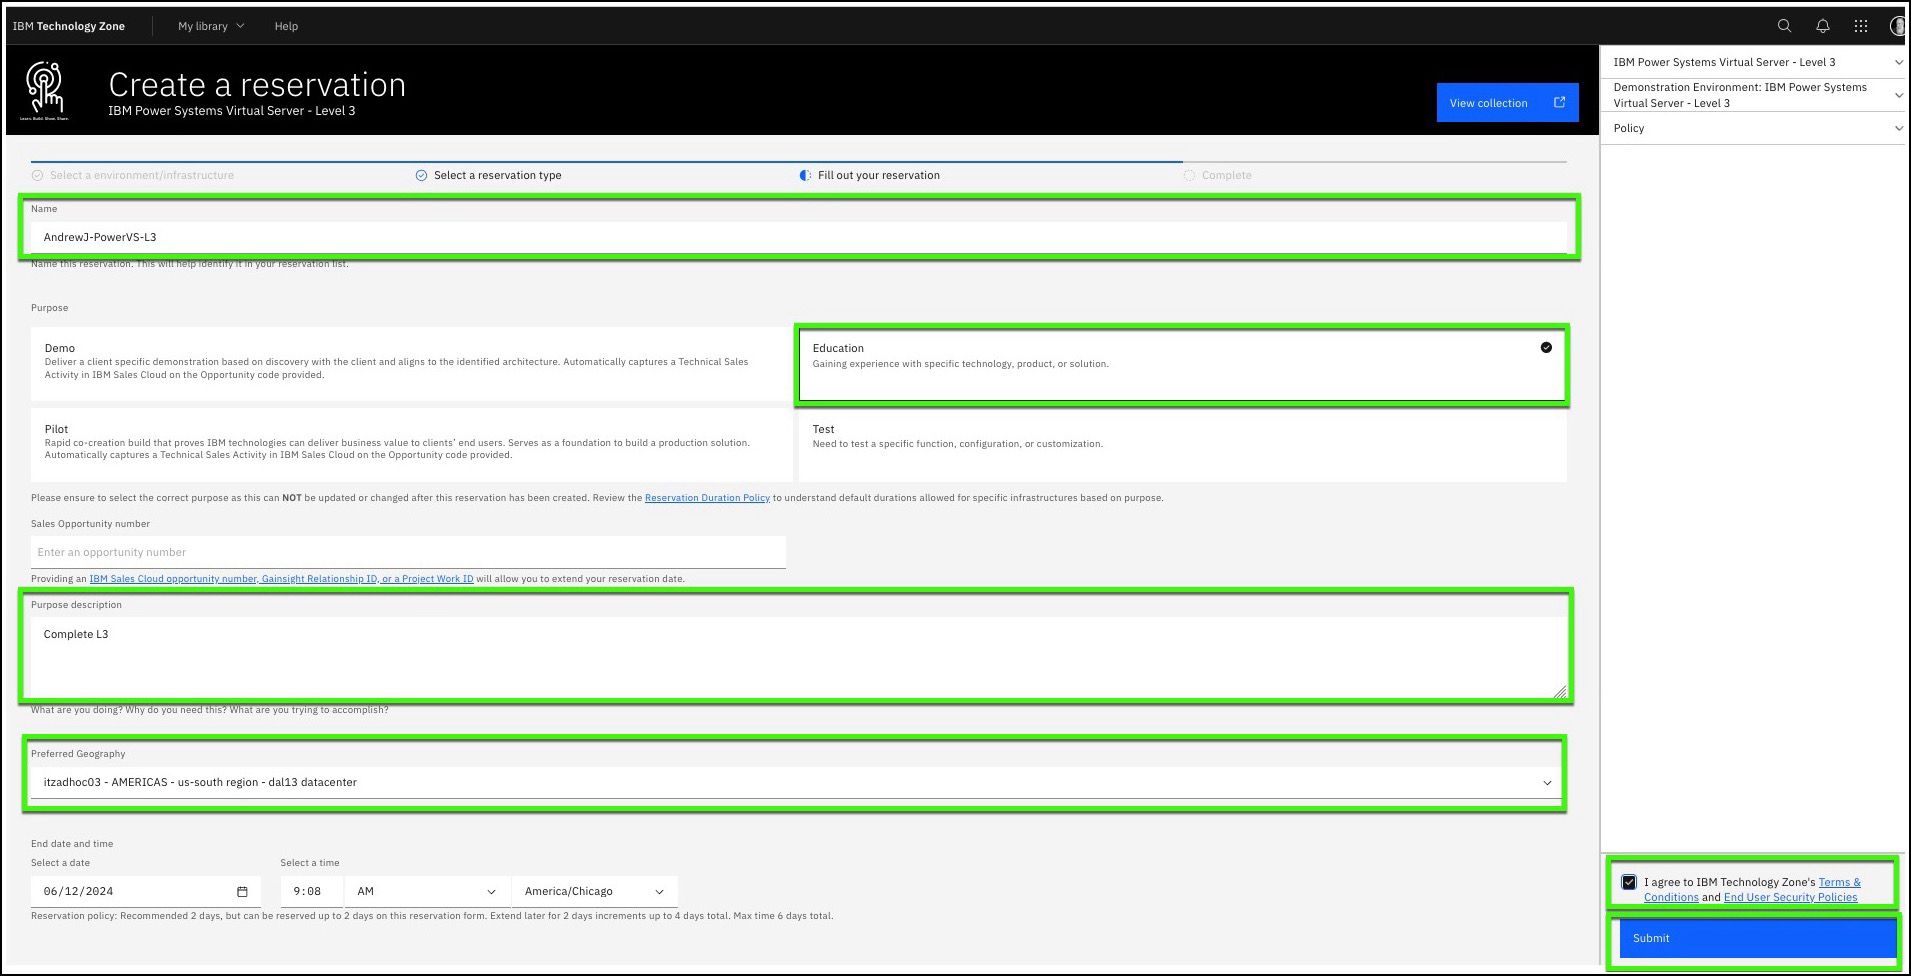 IBM Technology Zone
My library
Help
Learn. Build. Show. Share.
Create a reservation
IBM Power Systems Virtual Server - Level 3
View collection
Select a environment/infrastructure
Select a reservation type
Fill out your reservation
Complete
Name
AndrewJ-PowerVS-L3
Name this reservation. This will help identify it in your reservation list.
Purpose
Demo
Deliver a client specific demonstration based on discovery with the client and aligns to the identified architecture. Automatically captures a Technical Sales
Activity in IBM Sales Cloud on the Opportunity code provided.
Education
Gaining experience with specific technology, product, or solution.
Pilot
Rapid co-creation build that proves IBM technologies can deliver business value to clients’ end users. Serves as a foundation to build a production solution.
Automatically captures a Technical Sales Activity in IBM Sales Cloud on the Opportunity code provided.
Test
Need to test a specific function, configuration, or customization.
Please ensure to select the correct purpose as this can NOT be updated or changed after this reservation has been created. Review the Reservation Duration Policy to understand default durations allowed for specific infrastructures based on purpose.
Sales Opportunity number
Enter an opportunity number
Providing an IBM Sales Cloud opportunity number, Gainsight Relationship ID, or a Project Work ID will allow you to extend your reservation date.
Purpose description
Complete L3
What are you doing? Why do you need this? What are you trying to accomplish?
Preferred Geography
itzadhoc03 - AMERICAS - us-south region - dal13 datacenter
End date and time
Select a date
Select a time
06/12/2024
9:08
AM
America/Chicago
Reservation policy: Recommended 2 days, but can be reserved up to 2 days on this reservation form. Extend later for 2 days increments up to 4 days total. Max time 6 days total.
IBM Power Systems Virtual Server - Level 3
Demonstration Environment: IBM Power Systems
Virtual Server - Level 3
Policy
I agree to IBM Technology Zone's Terms &
Conditions and End User Security Policies
Submit